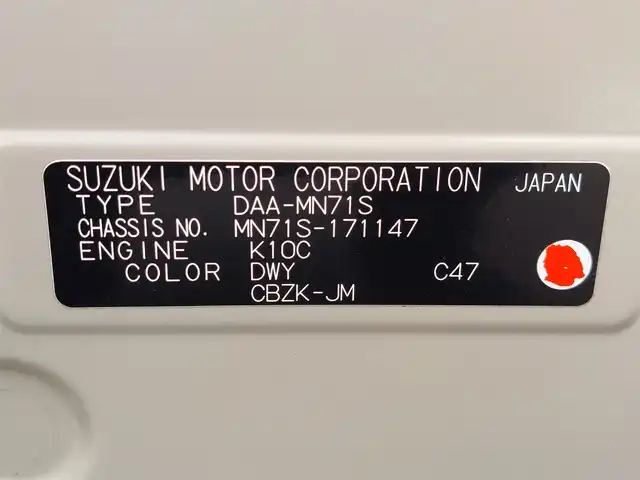 SUZUKI MOTOR CORPORATION JAPAN
TYPE DAA-MN71S
CHASSIS NO. MN71S-171147
ENGINE K10C
COLOR DWY C47
CBZK-JM